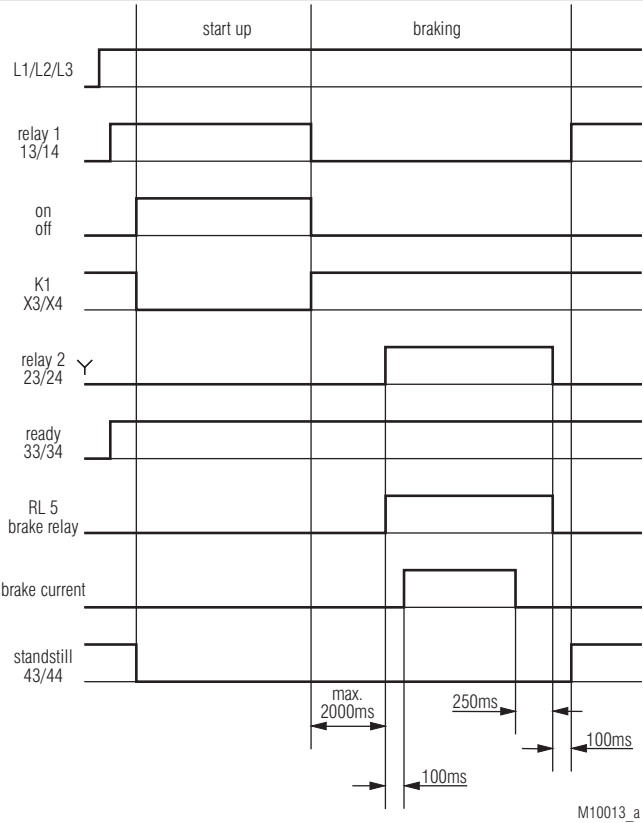 start up
braking
L1/L2/L3
relay 1
13/14
on
off
K1
X3/X4
relay 2
23/24
ready
33/34
RL 5
brake relay
brake current
standstill
43/44
max.
2000ms
250ms
100ms
100ms
M10013_a